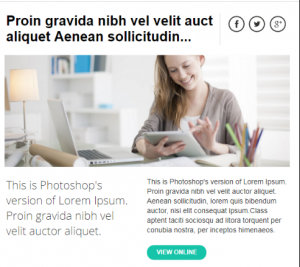 Proin gravida nibh vel velit auct
aliquet Aenean sollicitudin...
f
g+
This is Photoshop's
version of Lorem Ipsum.
Proin gravida nibh vel
velit auctor aliquet.
This is Photoshop's version of Lorem Ipsum.
Proin gravida nibh vel velit auctor aliquet.
Aenean sollicitudin, lorem quis bibendum
auctor, nisi elit consequat ipsum.Class
aptent taciti sociosqu ad litora torquent per
conubia nostra, per inceptos himenaeos.
VIEW ONLINE